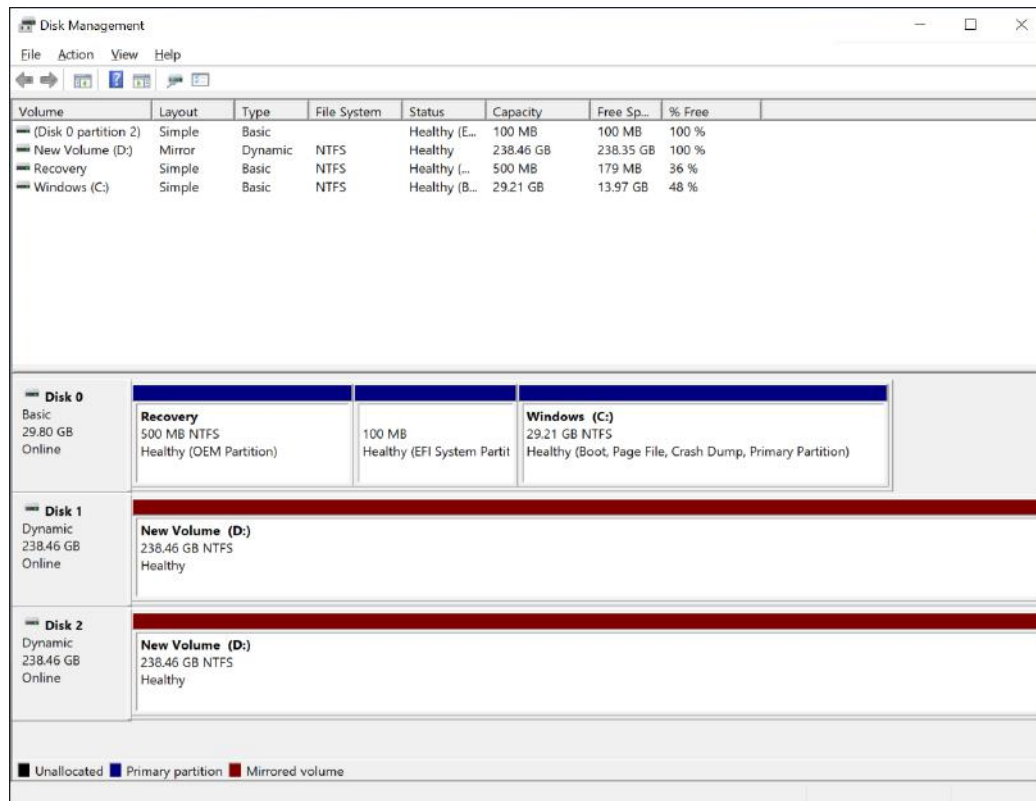 Disk Management
File Action View Help
Volume Layout Type File System Status Capacity Free Sp... % Free
(Disk 0 partition 2) Simple Basic Healthy (E... 100 MB 100 MB 100 %
New Volume (D:) Mirror Dynamic NTFS Healthy 238.46 GB 238.35 GB 100 %
Recovery Simple Basic NTFS Healthy (... 500 MB 179 MB 36 %
Windows (C:) Simple Basic NTFS Healthy (B... 29.21 GB 13.97 GB 48 %
Disk 0
Basic
29.80 GB
Online
Recovery
500 MB NTFS
Healthy (OEM Partition)
100 MB
Healthy (EFI System Partit
Windows (C:)
29.21 GB NTFS
Healthy (Boot, Page File, Crash Dump, Primary Partition)
Disk 1
Dynamic
238.46 GB
Online
New Volume (D:)
238.46 GB NTFS
Healthy
Disk 2
Dynamic
238.46 GB
Online
New Volume (D:)
238.46 GB NTFS
Healthy
Unallocated Primary partition Mirrored volume